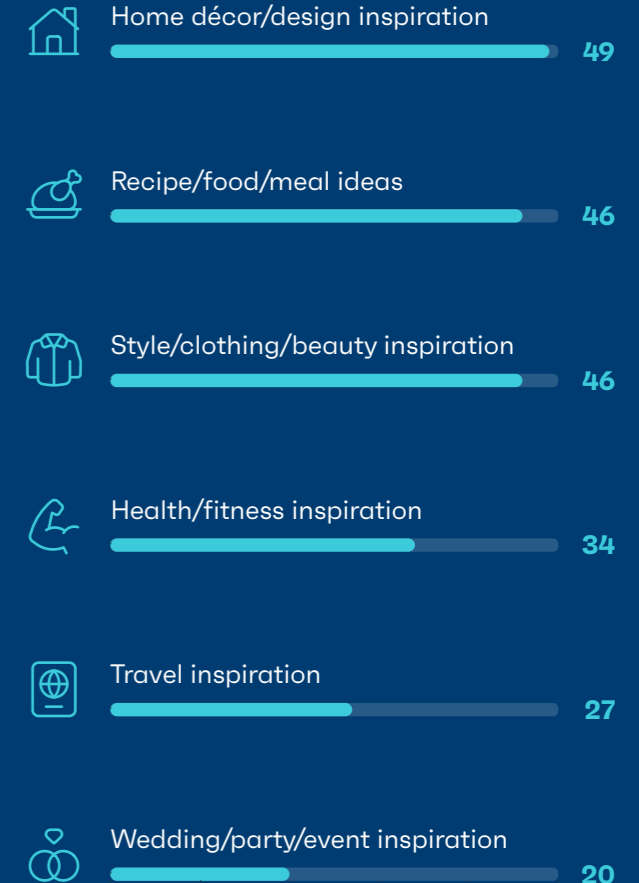 Home décor/design inspiration
49
Recipe/food/meal ideas
46
Style/clothing/beauty inspiration
46
Health/fitness inspiration
34
Travel inspiration
27
Wedding/party/event inspiration
20